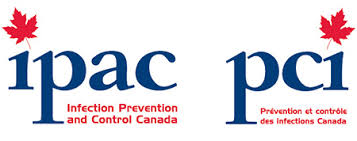 ipac
Infection Prevention
and Control Canada
pci
Prévention et contrôle
des infections Canada